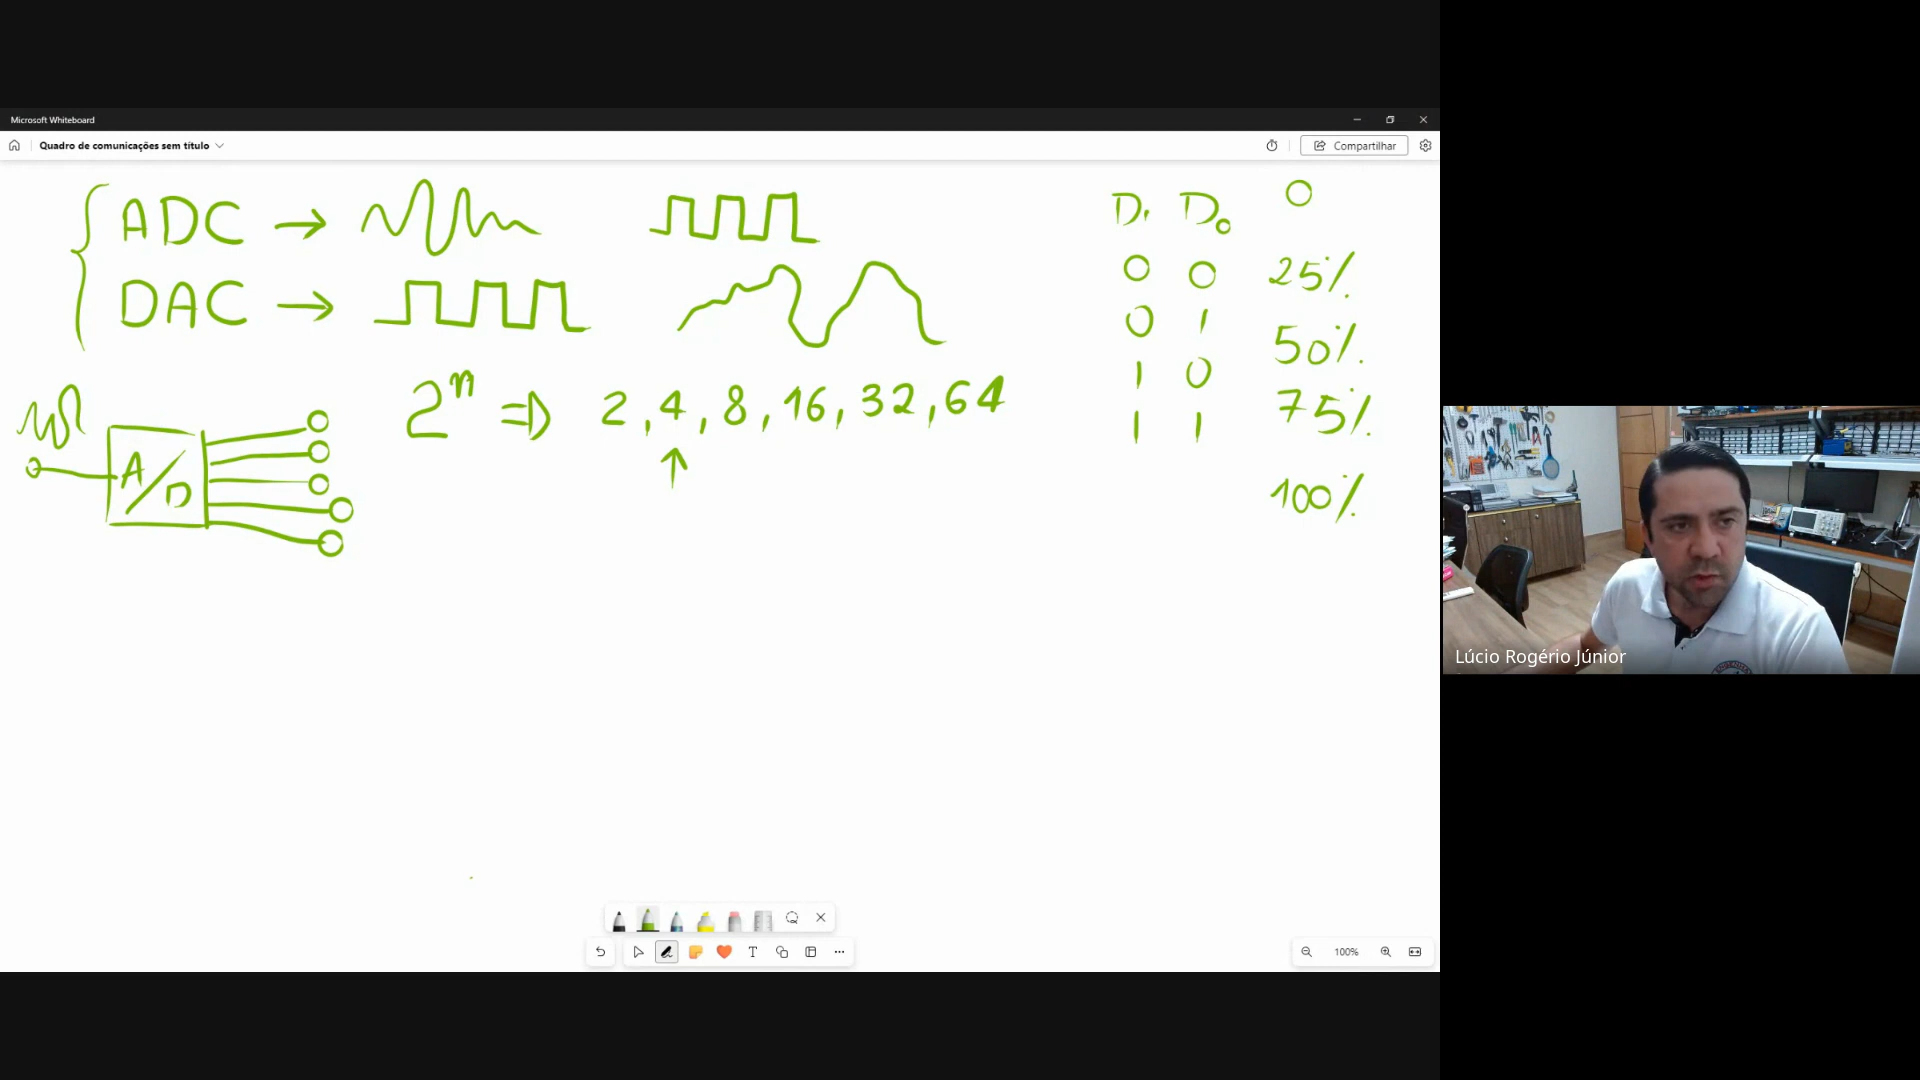 Microsoft Whiteboard
Quadro de comunicações sem título
Compartilhar
ADC →
DAC →
A/D
2ⁿ ⇒ 2, 4, 8, 16, 32, 64
↑
D₁ D₀ 0
0 0 25%
0 1 50%
1 0 75%
1 1
100%
T
100%
Lúcio Rogério Júnior